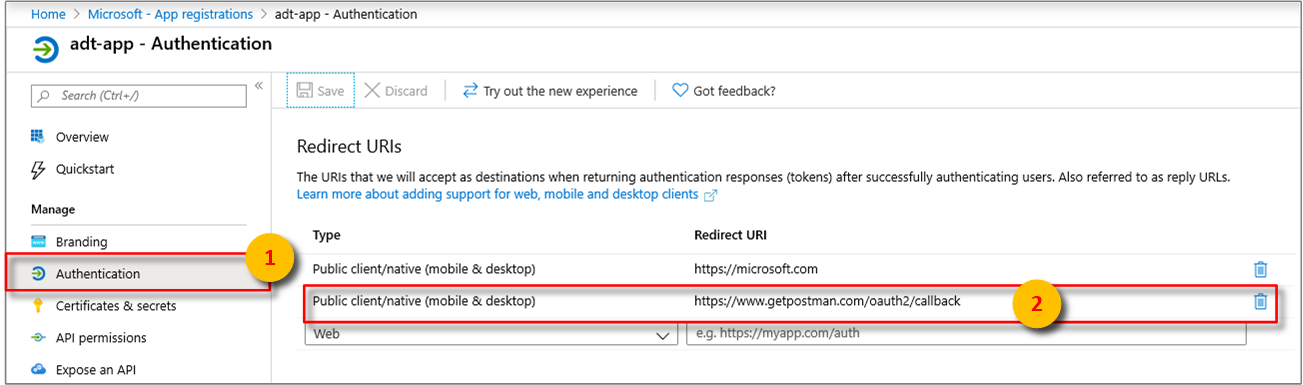 Home > Microsoft - App registrations > adt-app - Authentication
adt-app - Authentication
Search (Ctrl+/)
«
Save Discard Try out the new experience Got feedback?
Overview
Quickstart
Manage
Branding
1
Authentication
Certificates & secrets
API permissions
Expose an API
Redirect URIs
The URIs that we will accept as destinations when returning authentication responses (tokens) after successfully authenticating users. Also referred to as reply URLs.
Learn more about adding support for web, mobile and desktop clients
Type Redirect URI
Public client/native (mobile & desktop) https://microsoft.com
Public client/native (mobile & desktop) https://www.getpostman.com/oauth2/callback 2
Web e.g. https://myapp.com/auth